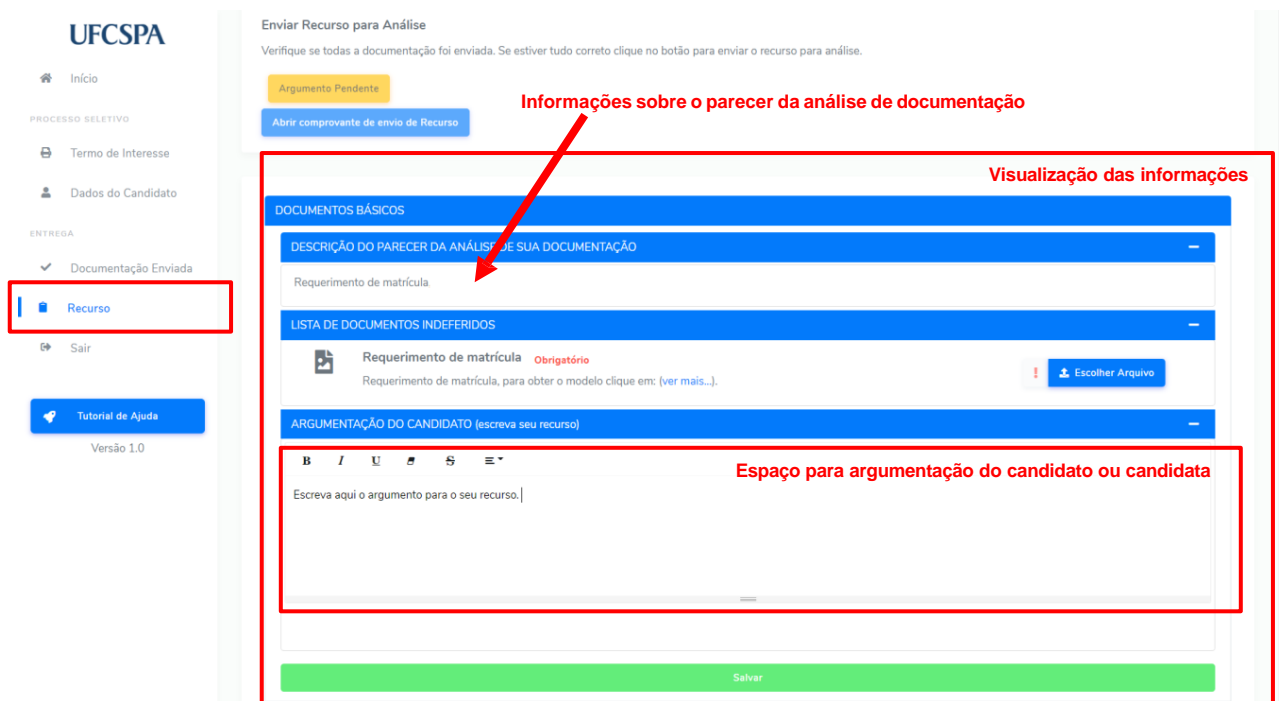 UFCSPA
Início
PROCESSO SELETIVO
Termo de Interesse
Dados do Candidato
ENTREGA
Documentação Enviada
Recurso
Sair
Tutorial de Ajuda
Versão 1.0
Enviar Recurso para Análise
Verifique se todas a documentação foi enviada. Se estiver tudo correto clique no botão para enviar o recurso para análise.
Argumento Pendente
Abrir comprovante de envio de Recurso
Informações sobre o parecer da análise de documentação
Visualização das informações
DOCUMENTOS BÁSICOS
DESCRIÇÃO DO PARECER DA ANÁLISE DE SUA DOCUMENTAÇÃO
Requerimento de matrícula.
LISTA DE DOCUMENTOS INDEFERIDOS
Requerimento de matrícula Obrigatório
Requerimento de matrícula, para obter o modelo clique em: (ver mais...).
! Escolher Arquivo
ARGUMENTAÇÃO DO CANDIDATO (escreva seu recurso)
B I U S
Espaço para argumentação do candidato ou candidata
Escreva aqui o argumento para o seu recurso.
Salvar